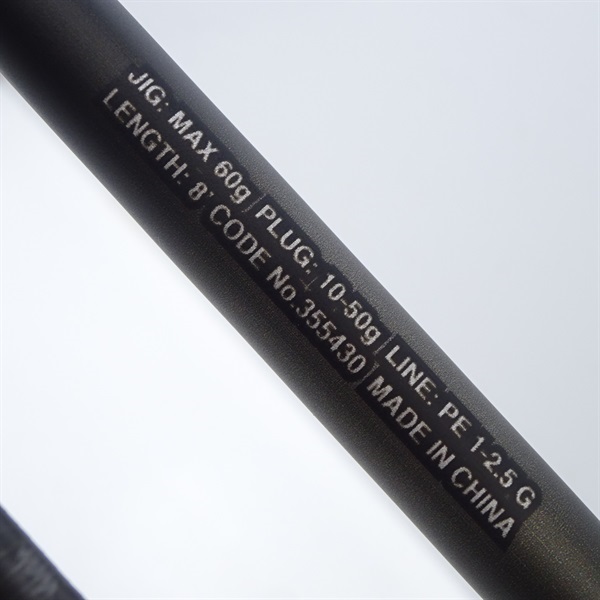 JIG: MAX 60g PLUG: 10-50g LINE: PE 1-2.5 G
LENGTH: 8' CODE No.355430 MADE IN CHINA